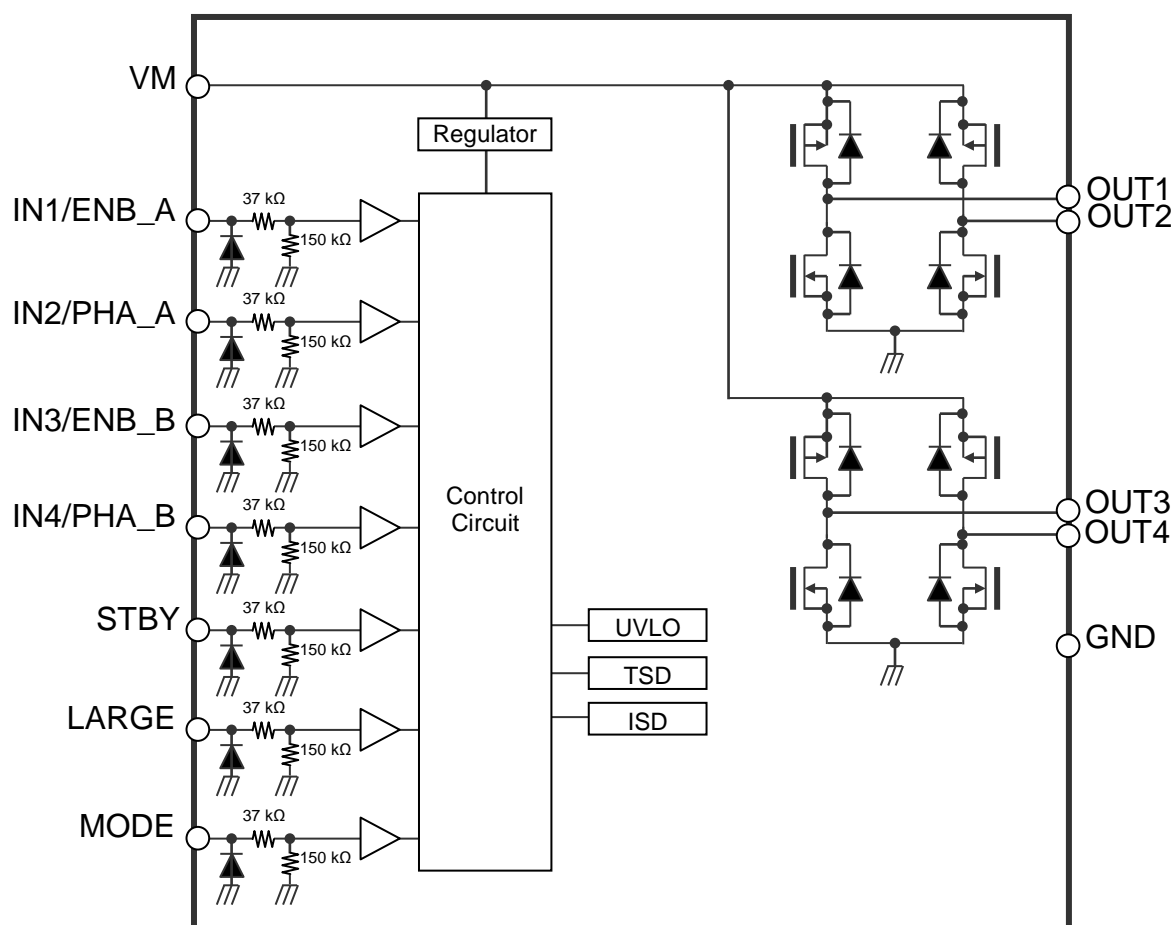 VM
Regulator
IN1/ENB_A
37 kΩ
150 kΩ
OUT1
OUT2
IN2/PHA_A
37 kΩ
150 kΩ
IN3/ENB_B
37 kΩ
150 kΩ
Control
Circuit
IN4/PHA_B
37 kΩ
150 kΩ
OUT3
OUT4
STBY
37 kΩ
150 kΩ
UVLO
GND
TSD
LARGE
37 kΩ
150 kΩ
ISD
MODE
37 kΩ
150 kΩ